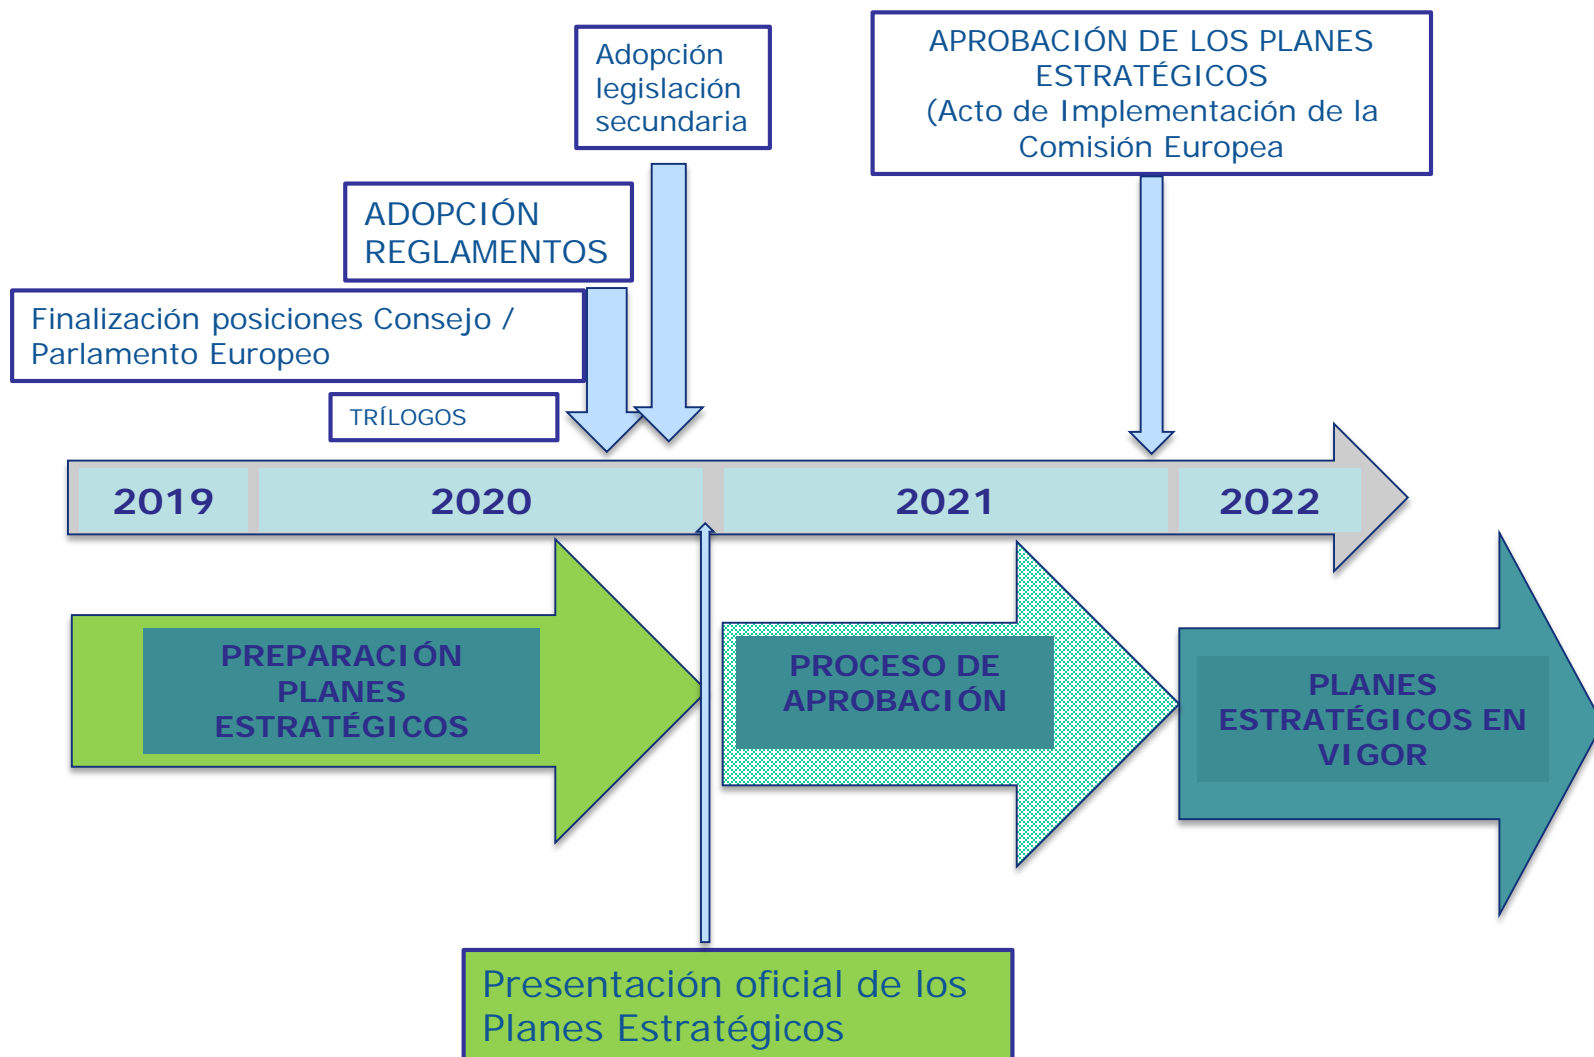 Adopción
legislación
secundaria
APROBACIÓN DE LOS PLANES
ESTRATÉGICOS
(Acto de Implementación de la
Comisión Europea
ADOPCIÓN
REGLAMENTOS
Finalización posiciones Consejo /
Parlamento Europeo
TRÍLOGOS
2019
2020
2021
2022
PREPARACIÓN
PLANES
ESTRATÉGICOS
PROCESO DE
APROBACIÓN
PLANES
ESTRATÉGICOS EN
VIGOR
Presentación oficial de los
Planes Estratégicos